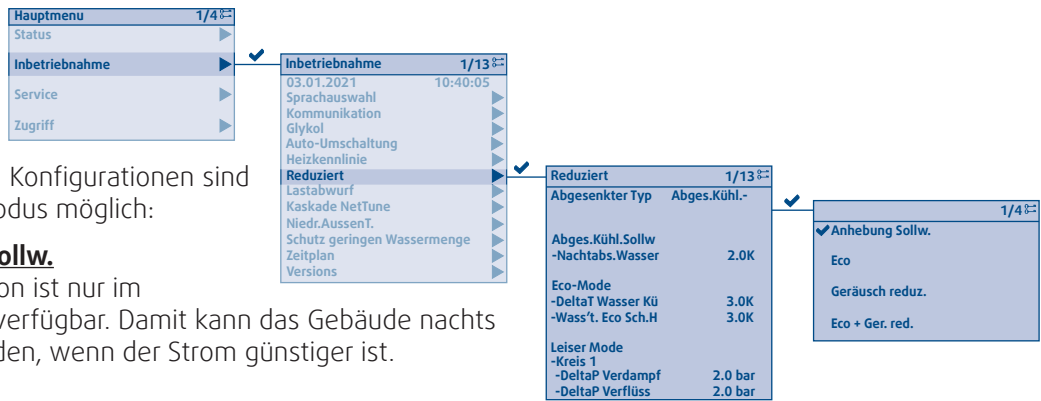 Hauptmenu 1/4
Status
Inbetriebnahme
Service
Zugriff
Inbetriebnahme 1/13
03.01.2021 10:40:05
Sprachauswahl
Kommunikation
Glykol
Auto-Umschaltung
Heizkennlinie
Reduziert
Lastabwurf
Kaskade NetTune
Niedr.AussenT.
Schutz geringen Wassermenge
Zeitplan
Versions
Reduziert 1/13
Abgesenkter Typ Abges.Kühl.-
Abges.Kühl.Sollw
-Nachtabs.Wasser 2.0K
Eco-Mode
-DeltaT Wasser Kü 3.0K
-Wass't. Eco Sch.H 3.0K
Leiser Mode
-Kreis 1
-DeltaP Verdampf 2.0 bar
-DeltaP Verflüss 2.0 bar
1/4
Anhebung Sollw.
Eco
Geräusch reduz.
Eco + Ger. red.
Konfigurationen sind
odus möglich:
ollw.
on ist nur im
verfügbar. Damit kann das Gebäude nachts
den, wenn der Strom günstiger ist.